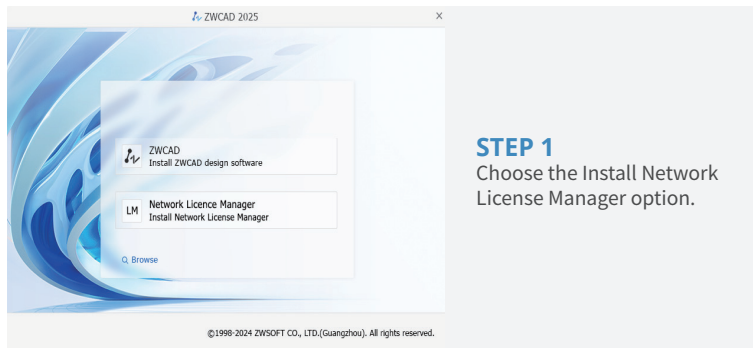 ZWCAD 2025
ZWCAD
Install ZWCAD design software
LM
Network Licence Manager
Install Network License Manager
Browse
©1998-2024 ZWSOFT CO., LTD.(Guangzhou). All rights reserved.
STEP 1
Choose the Install Network
License Manager option.